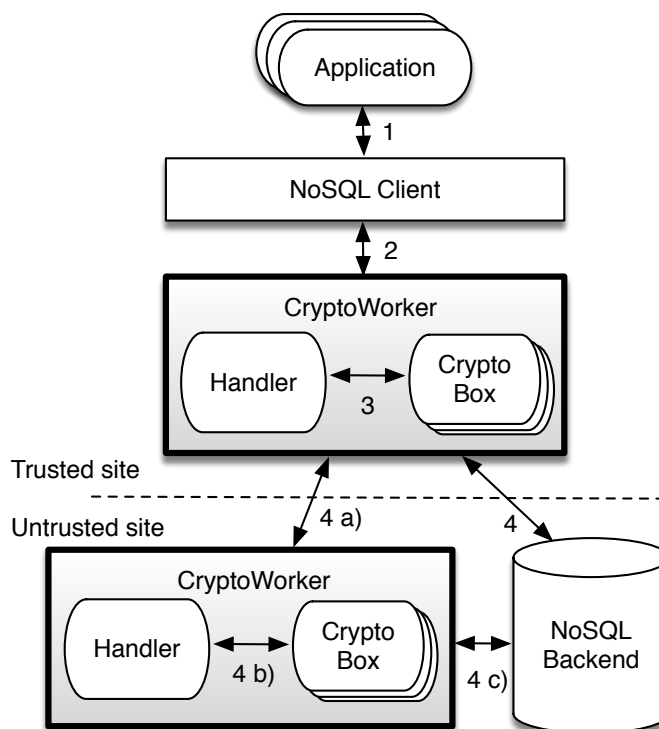 Application
1
NoSQL Client
2
CryptoWorker
Handler
3
Crypto
Box
Trusted site
4 a)
4
Untrusted site
CryptoWorker
Handler
4 b)
Crypto
Box
4 c)
NoSQL
Backend